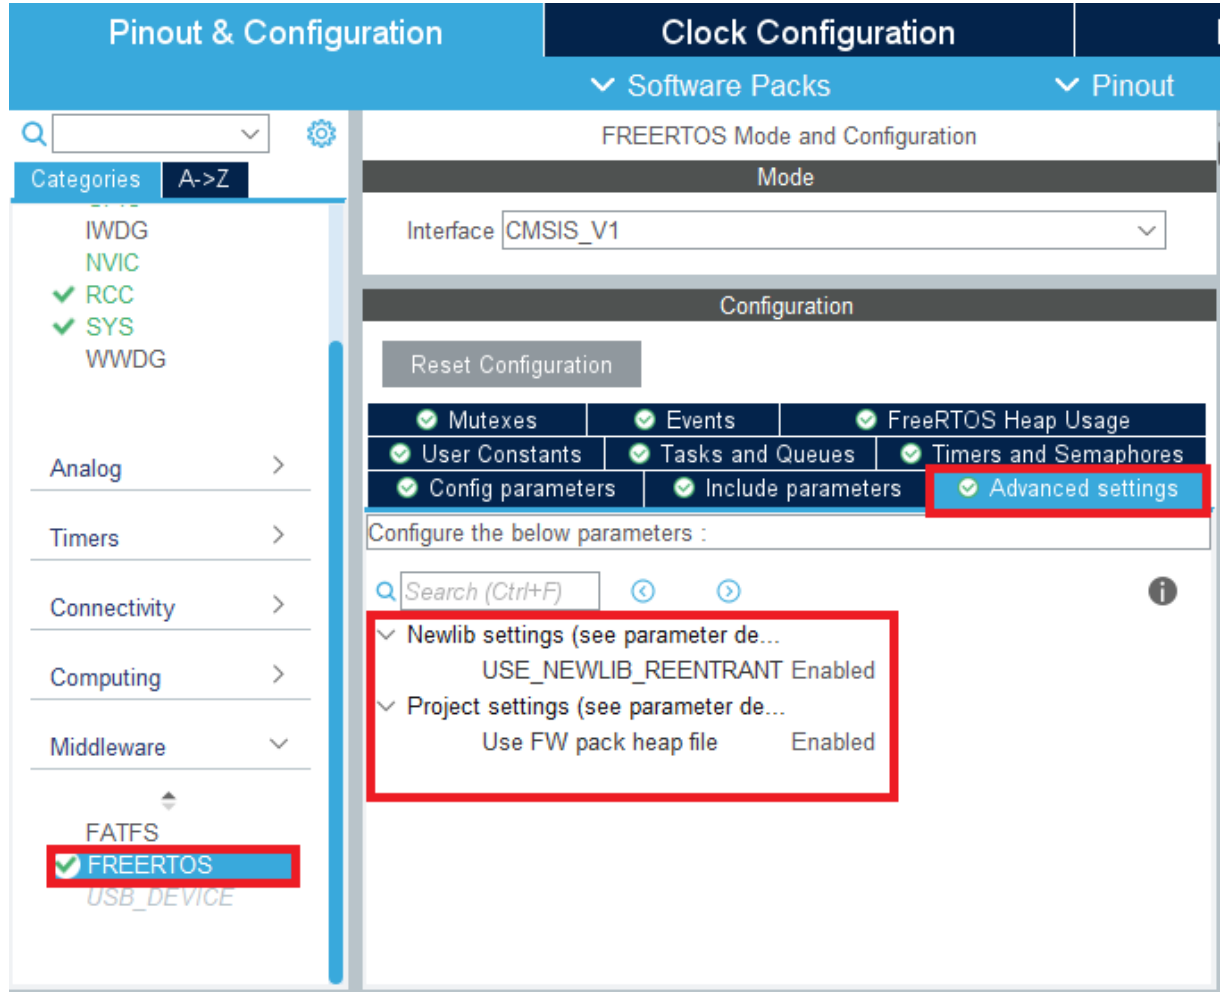 Pinout & Configuration
Clock Configuration
Software Packs
Pinout
Categories
A->Z
IWDG
NVIC
RCC
SYS
WWDG
Analog
Timers
Connectivity
Computing
Middleware
FATFS
FREERTOS
USB_DEVICE
FREERTOS Mode and Configuration
Mode
Interface CMSIS_V1
Configuration
Reset Configuration
Mutexes
Events
FreeRTOS Heap Usage
User Constants
Tasks and Queues
Timers and Semaphores
Config parameters
Include parameters
Advanced settings
Configure the below parameters :
Search (Ctrl+F)
Newlib settings (see parameter de...
USE_NEWLIB_REENTRANT Enabled
Project settings (see parameter de...
Use FW pack heap file Enabled